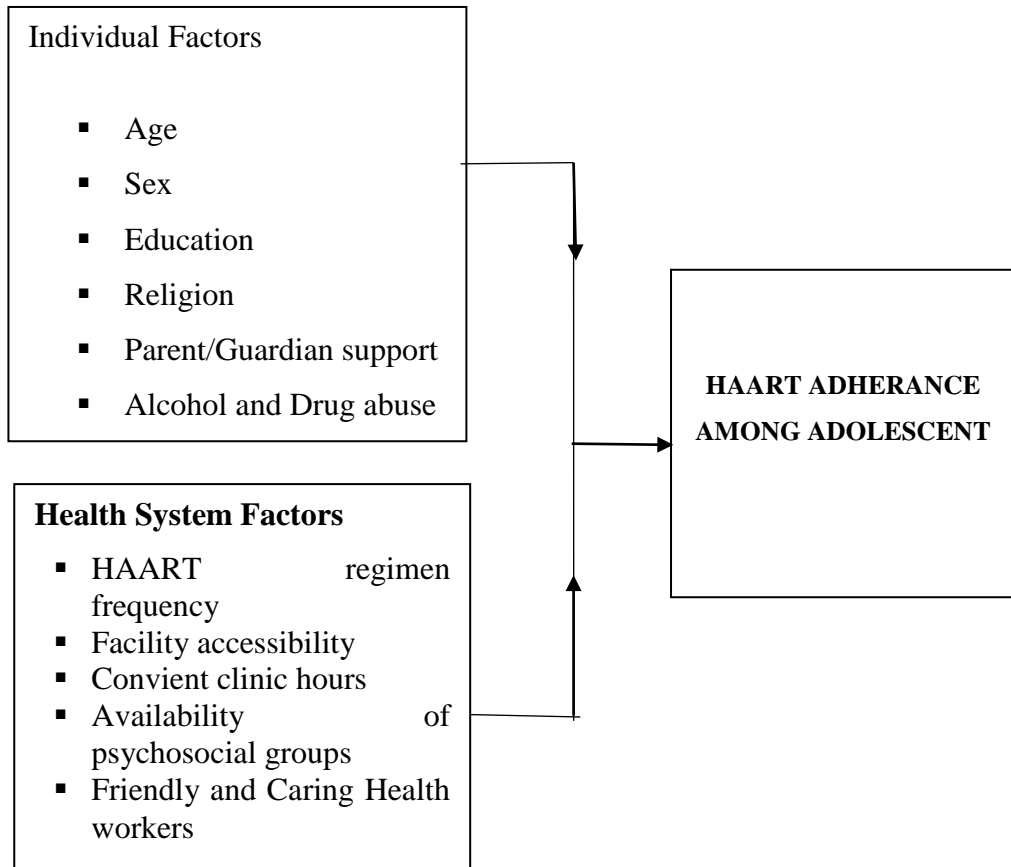 Individual Factors
▪ Age
▪ Sex
▪ Education
▪ Religion
▪ Parent/Guardian support
▪ Alcohol and Drug abuse
Health System Factors
▪ HAART regimen
frequency
▪ Facility accessibility
▪ Convient clinic hours
▪ Availability of
psychosocial groups
▪ Friendly and Caring Health
workers
HAART ADHERANCE
AMONG ADOLESCENT